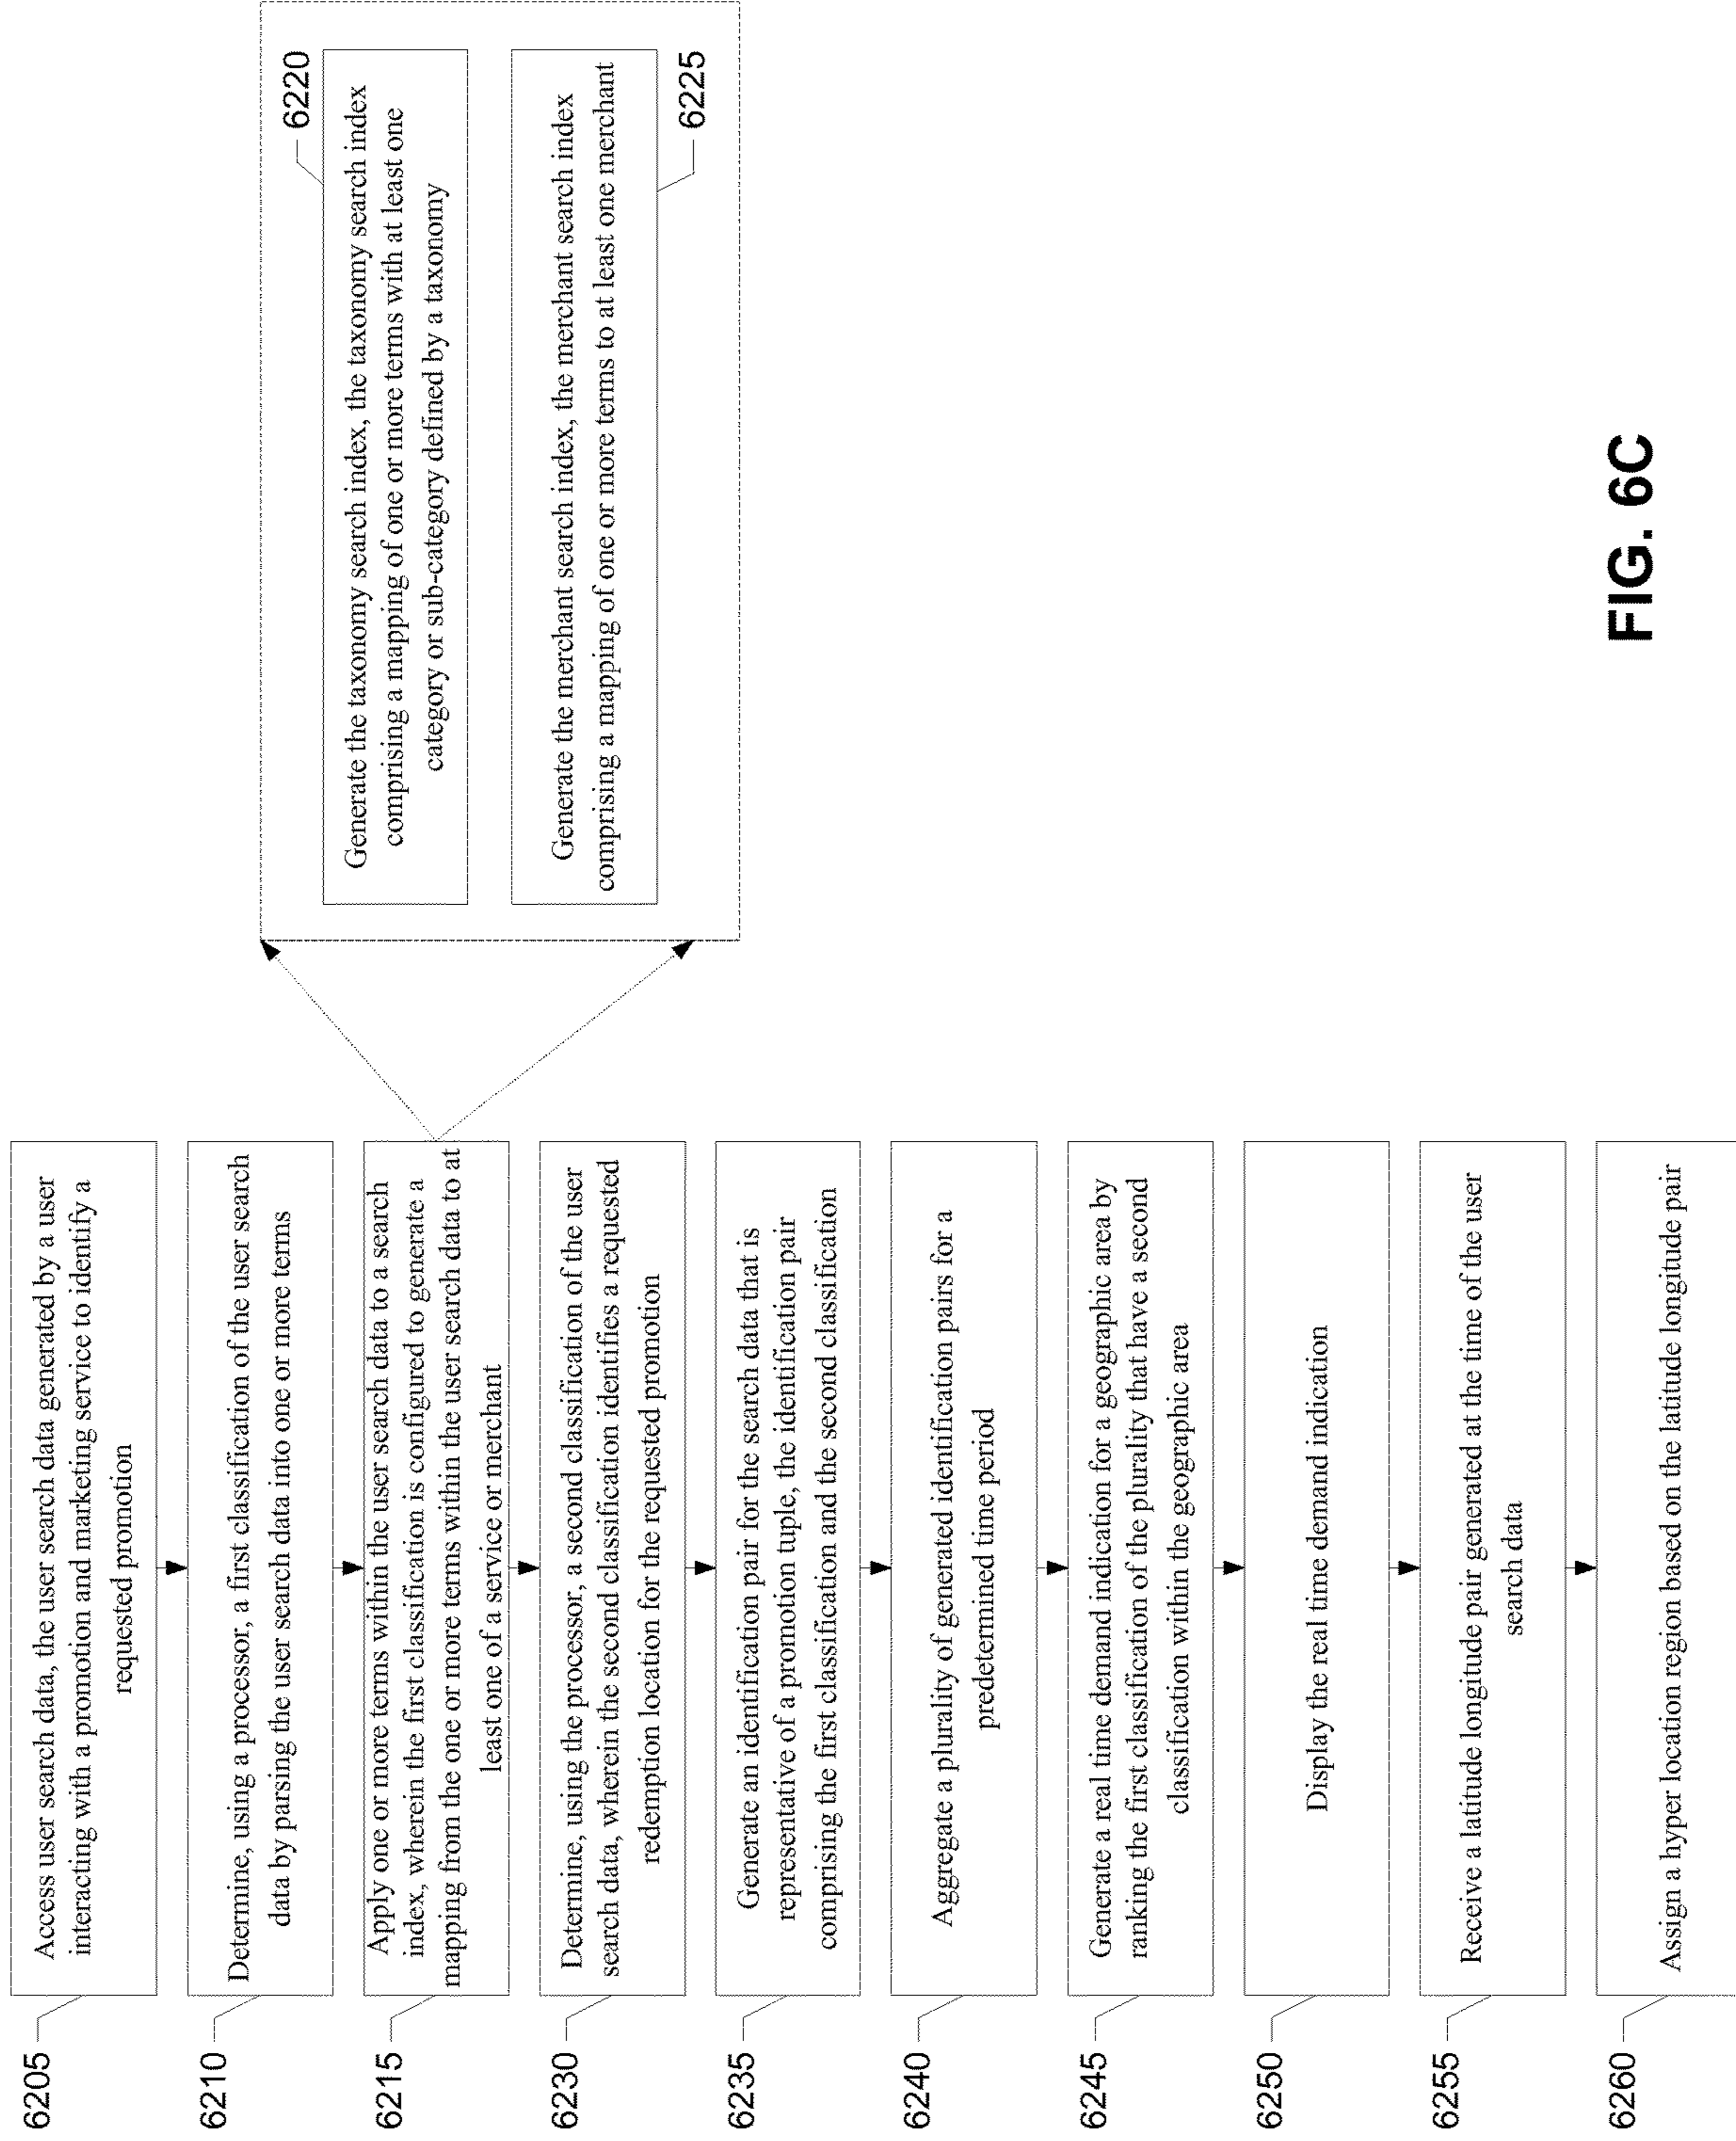 6205
Access user search data, the user search data generated by a user
interacting with a promotion and marketing service to identify a
requested promotion
6210
Determine, using a processor, a first classification of the user search
data by parsing the user search data into one or more terms
6215
Apply one or more terms within the user search data to a search
index, wherein the first classification is configured to generate a
mapping from the one or more terms within the user search data to at
least one of a service or merchant
6220
Generate the taxonomy search index, the taxonomy search index
comprising a mapping of one or more terms with at least one
category or sub-category defined by a taxonomy
Generate the merchant search index, the merchant search index
comprising a mapping of one or more terms to at least one merchant
6225
6230
Determine, using the processor, a second classification of the user
search data, wherein the second classification identifies a requested
redemption location for the requested promotion
6235
Generate an identification pair for the search data that is
representative of a promotion tuple, the identification pair
comprising the first classification and the second classification
6240
Aggregate a plurality of generated identification pairs for a
predetermined time period
6245
Generate a real time demand indication for a geographic area by
ranking the first classification of the plurality that have a second
classification within the geographic area
6250
Display the real time demand indication
6255
Receive a latitude longitude pair generated at the time of the user
search data
6260
Assign a hyper location region based on the latitude longitude pair
FIG. 6C